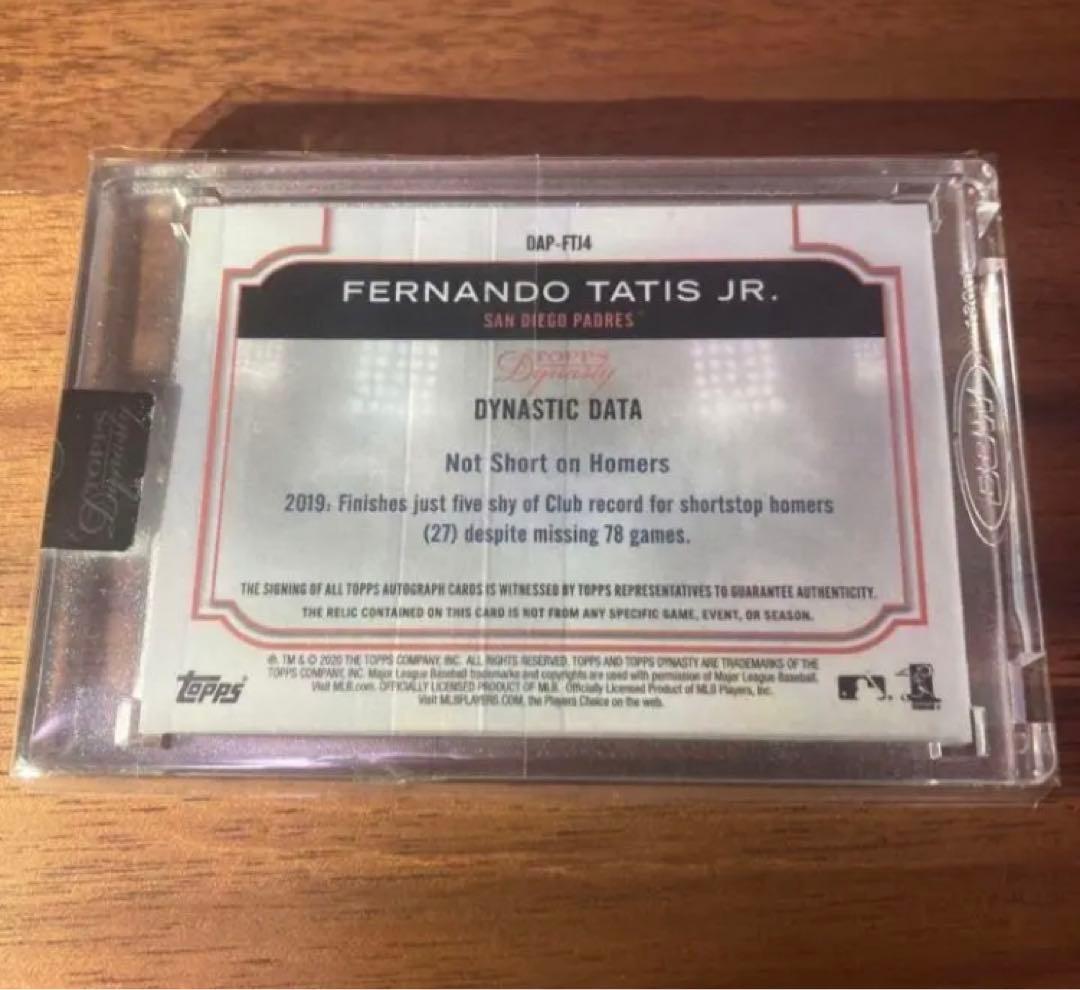 DAP-FTJ4
FERNANDO TATIS JR.
SAN DIEGO PADRES
TOPPS
Dynasty
DYNASTIC DATA
Not Short on Homers
2019: Finishes just five shy of Club record for shortstop homers
(27) despite missing 78 games.
THE SIGNING OF ALL TOPPS AUTOGRAPH CARDS IS WITNESSED BY TOPPS REPRESENTATIVES TO GUARANTEE AUTHENTICITY.
THE RELIC CONTAINED ON THIS CARD IS NOT FROM ANY SPECIFIC GAME, EVENT, OR SEASON.
®, TM & © 2020 THE TOPPS COMPANY, INC. ALL RIGHTS RESERVED. TOPPS AND TOPPS DYNASTY ARE TRADEMARKS OF THE
TOPPS COMPANY, INC. Major League Baseball trademarks and copyrights are used with permission of Major League Baseball.
Visit MLB.com. OFFICIALLY LICENSED PRODUCT OF MLB. Officially Licensed Product of MLB Players, Inc.
Visit MLBPLAYERS.COM, the Players Choice on the web.
topps
TOPPS
Dynasty